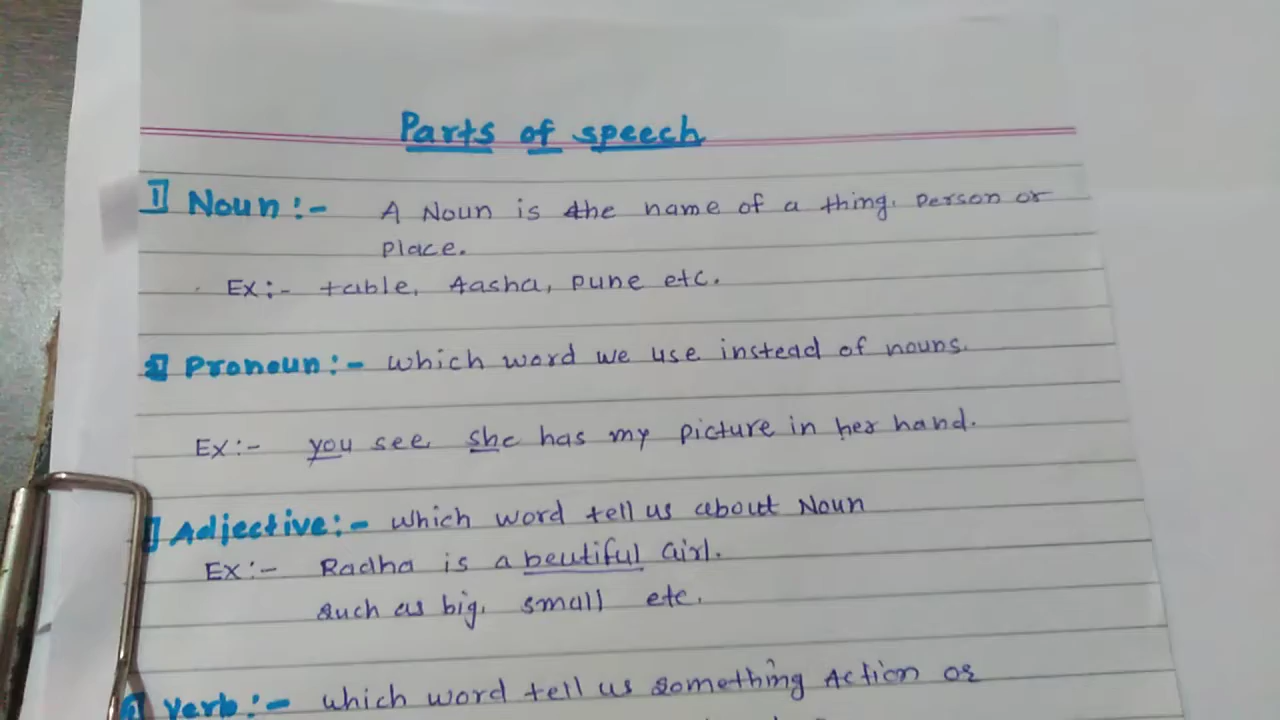 Parts of speech
1] Noun :- A Noun is the name of a thing, person or
place.
Ex :- table, Aasha, pune etc.
2] Pronoun :- which word we use instead of nouns.
Ex :- you see, she has my picture in her hand.
] Adjective :- which word tell us about Noun
Ex :- Radha is a beutiful Girl.
such as big, small etc.
Verb :- which word tell us something Action or